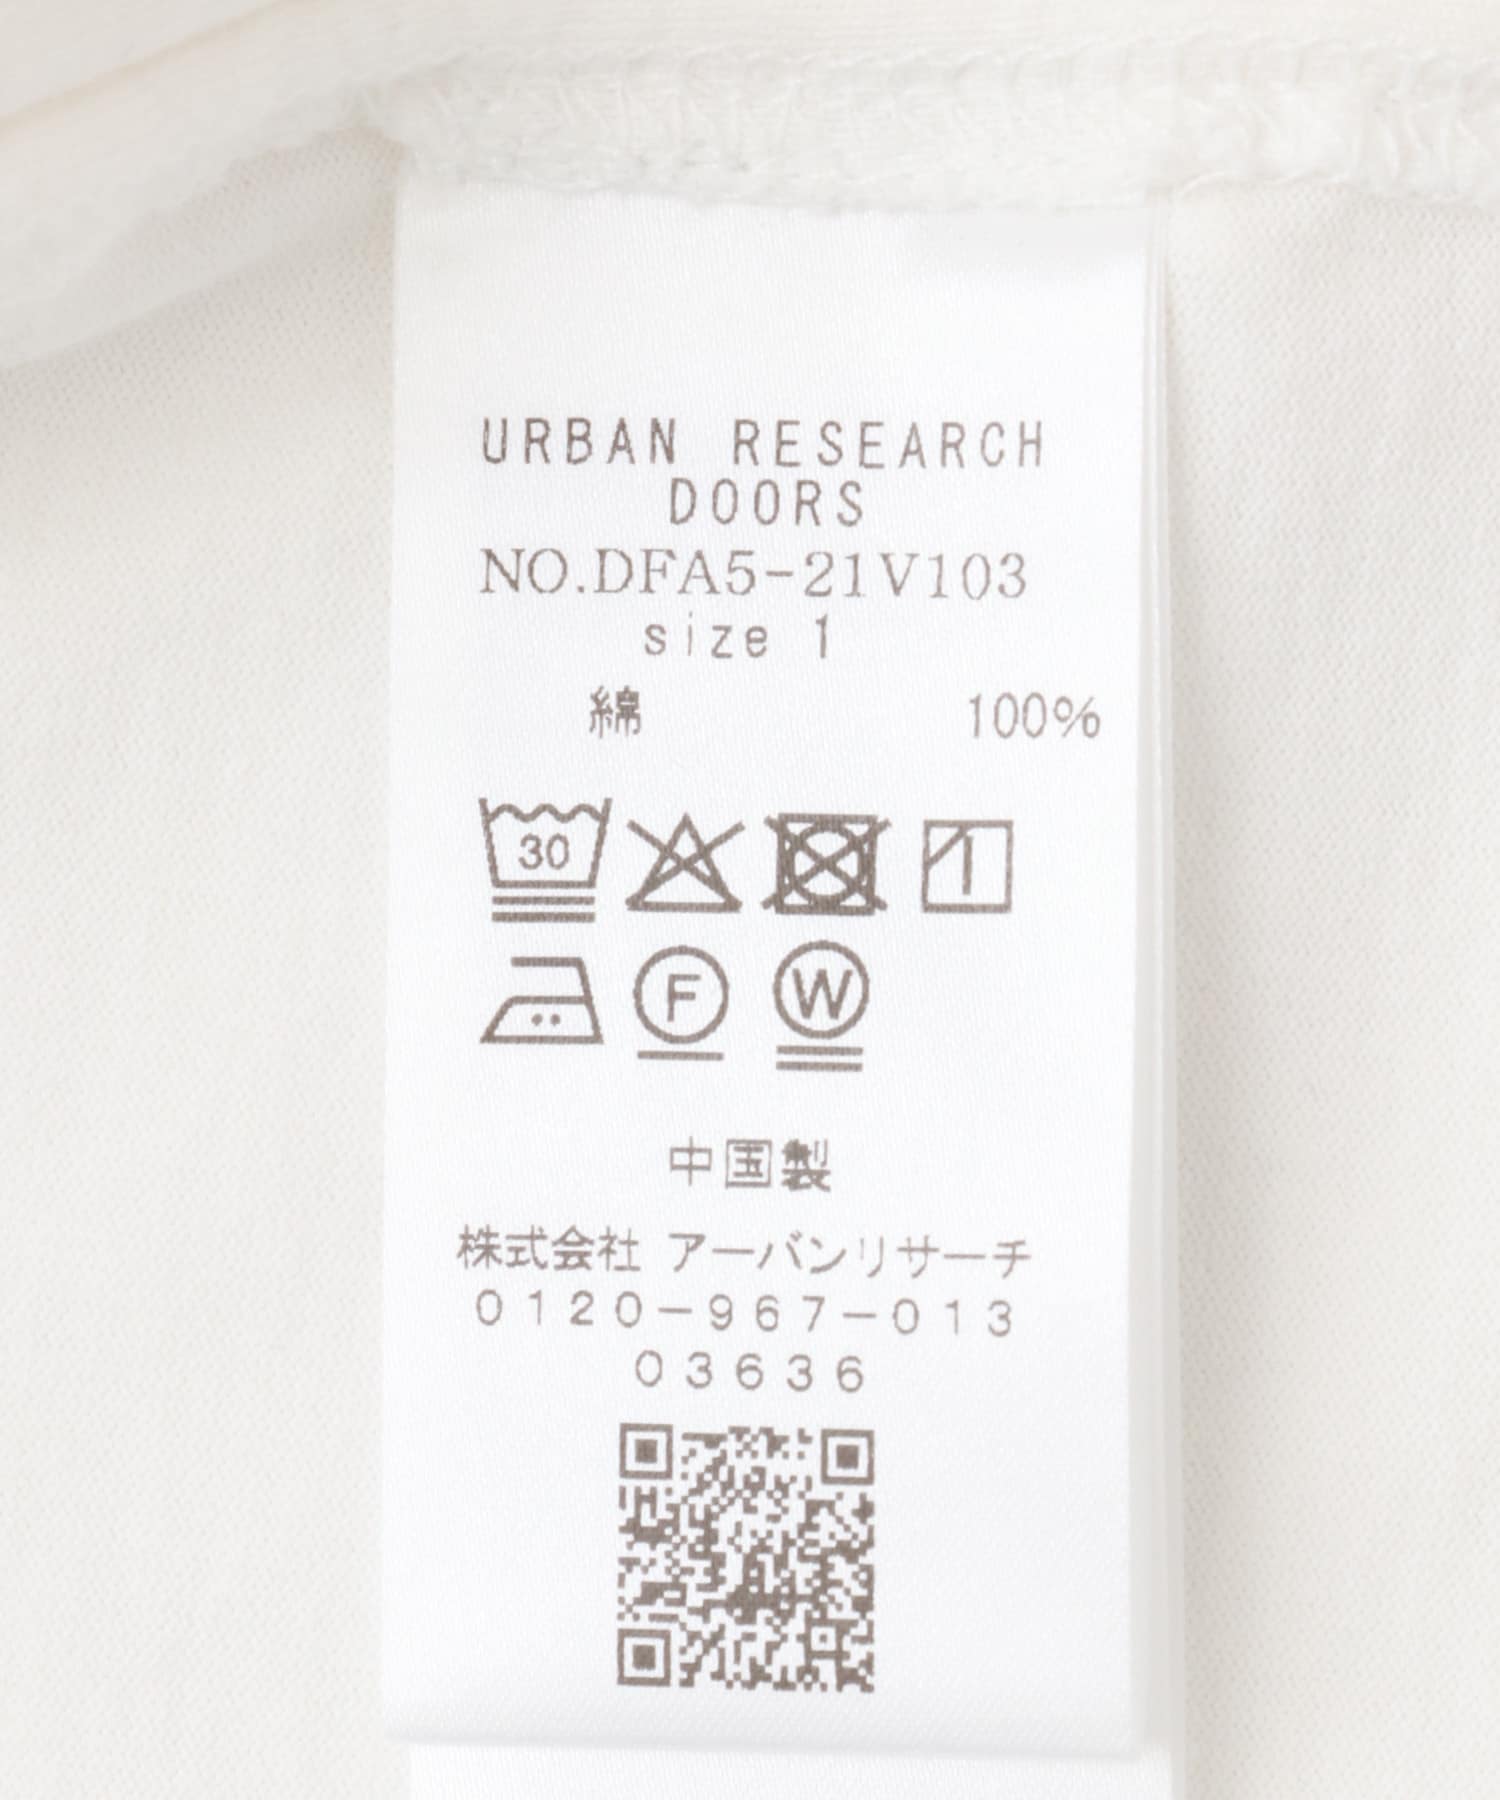 URBAN RESEARCH
DOORS
NO.DFA5-21V103
size 1
綿 100%
30
F W
中国製
株式会社 アーバンリサーチ
0120-967-013
03636